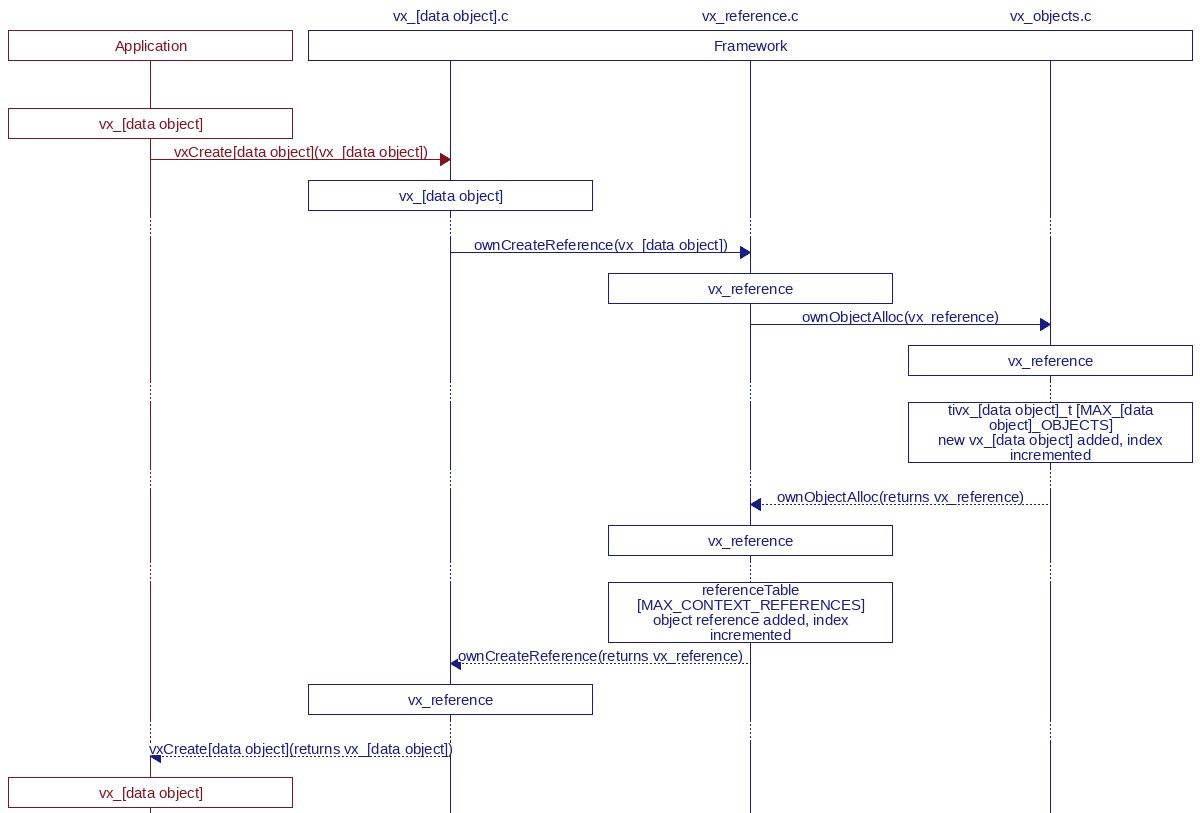 vx_[data object].c
vx_reference.c
vx_objects.c
Application
Framework
vx_[data object]
vxCreate[data object](vx_[data object])
vx_[data object]
ownCreateReference(vx_[data object])
vx_reference
ownObjectAlloc(vx_reference)
vx_reference
tivx_[data object]_t [MAX_[data
object]_OBJECTS]
new vx_[data object] added, index
incremented
ownObjectAlloc(returns vx_reference)
vx_reference
referenceTable
[MAX_CONTEXT_REFERENCES]
object reference added, index
incremented
ownCreateReference(returns vx_reference)
vx_reference
vxCreate[data object](returns vx_[data object])
vx_[data object]